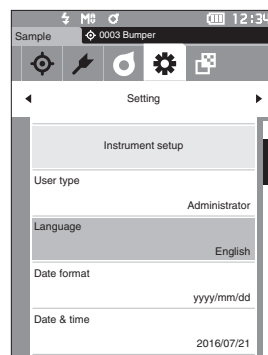 12:34
Sample
0003 Bumper
Setting
Instrument setup
User type
Administrator
Language
English
Date format
yyyy/mm/dd
Date & time
2016/07/21